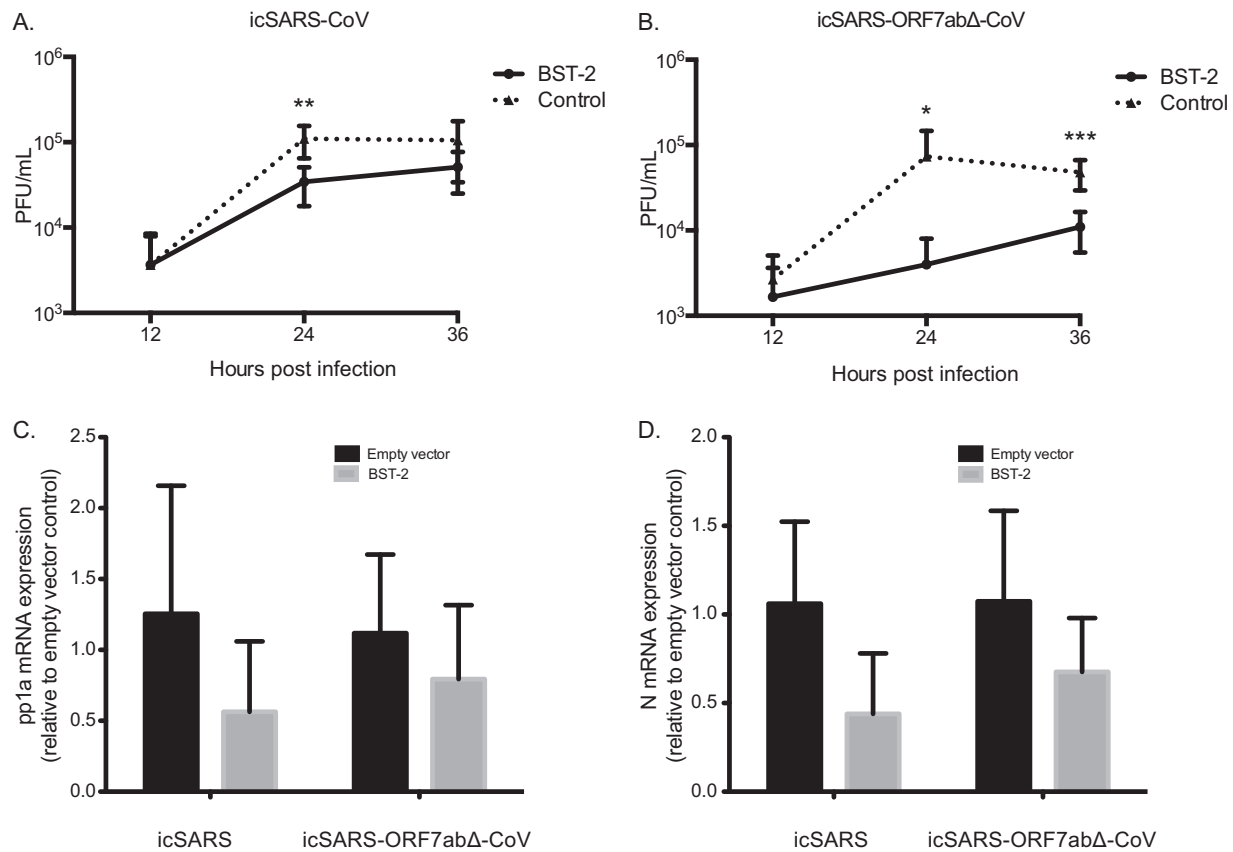 A.
icSARS-CoV
PFU/mL
10⁶
10⁵
10⁴
10³
**
BST-2
Control
12
24
36
Hours post infection
B.
icSARS-ORF7abΔ-CoV
PFU/mL
10⁶
10⁵
10⁴
10³
*
***
BST-2
Control
12
24
36
Hours post infection
C.
pp1a mRNA expression
(relative to empty vector control)
2.5
2.0
1.5
1.0
0.5
0.0
Empty vector
BST-2
icSARS
icSARS-ORF7abΔ-CoV
D.
N mRNA expression
(relative to empty vector control)
2.0
1.5
1.0
0.5
0.0
Empty vector
BST-2
icSARS
icSARS-ORF7abΔ-CoV